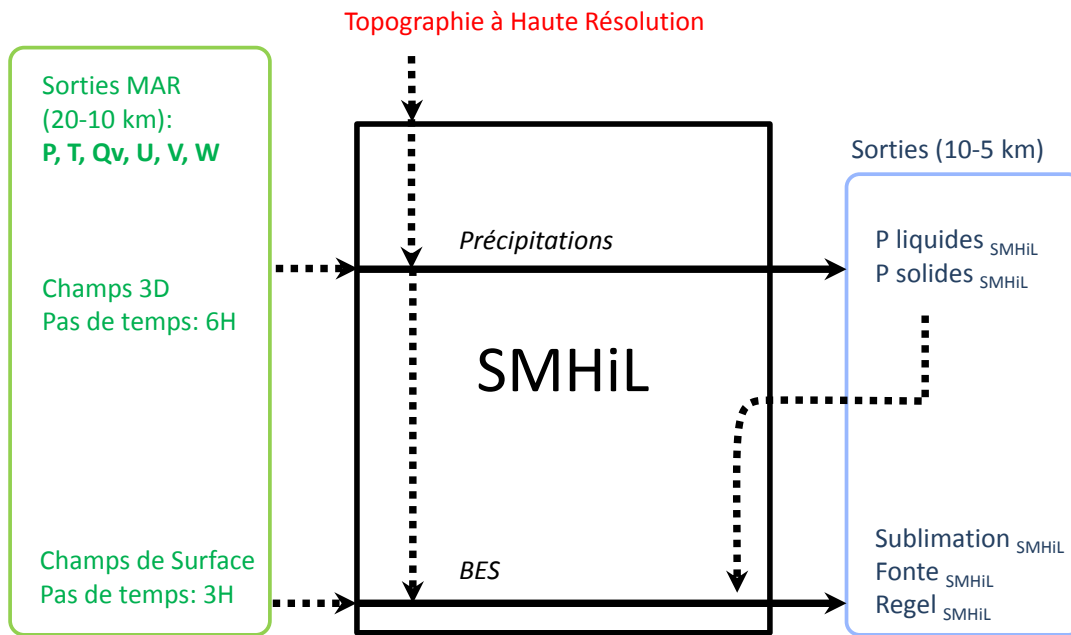 Topographie à Haute Résolution
Sorties MAR
(20-10 km):
P, T, Qv, U, V, W
Champs 3D
Pas de temps: 6H
Champs de Surface
Pas de temps: 3H
Précipitations
SMHiL
BES
Sorties (10-5 km)
P liquides SMHiL
P solides SMHiL
Sublimation SMHiL
Fonte SMHiL
Regel SMHiL